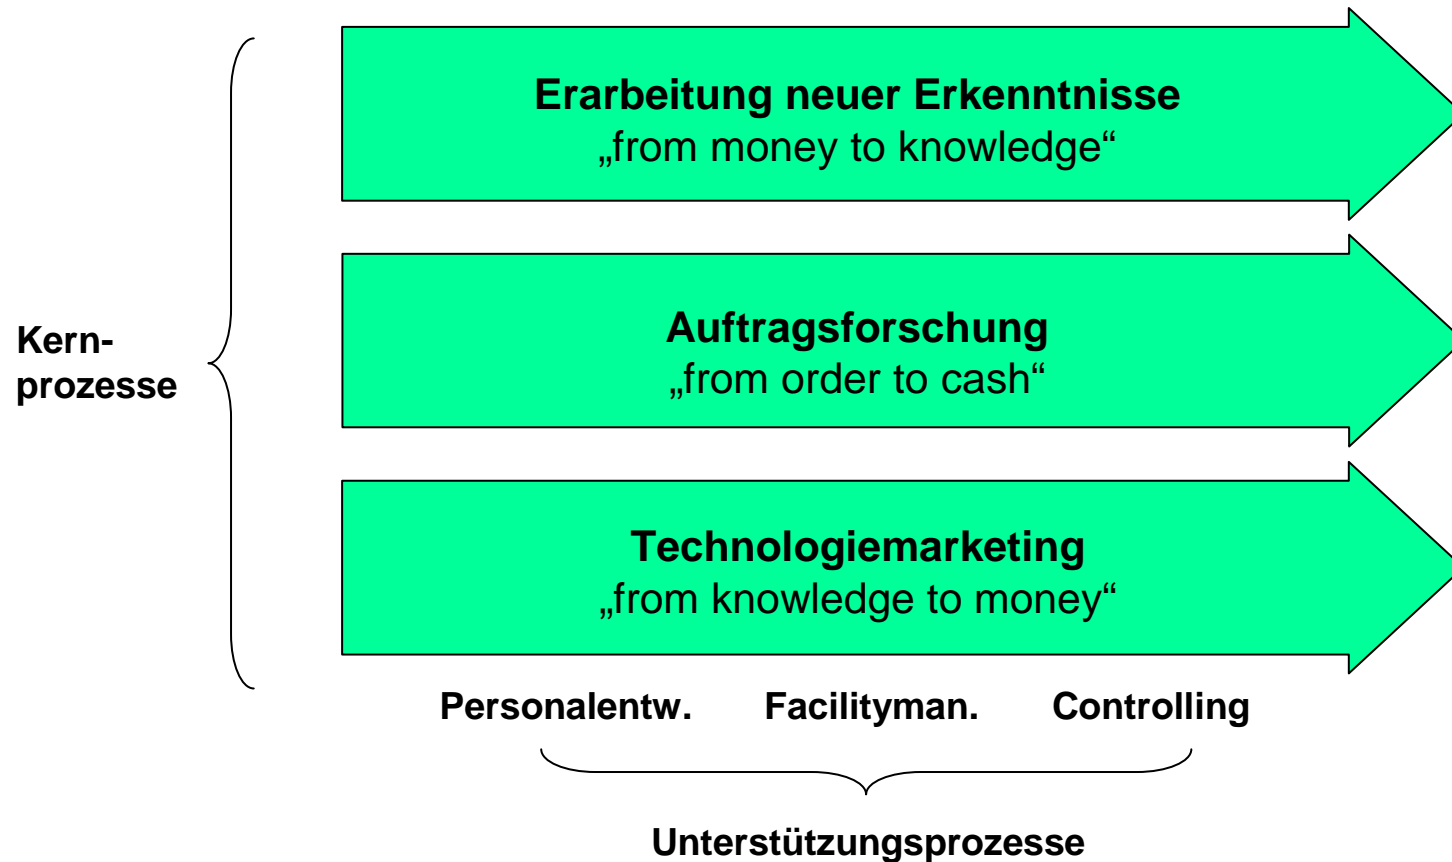 Erarbeitung neuer Erkenntnisse
„from money to knowledge“
Kern-
prozesse
Auftragsforschung
„from order to cash“
Technologiemarketing
„from knowledge to money“
Personalentw. Facilityman. Controlling
Unterstützungsprozesse